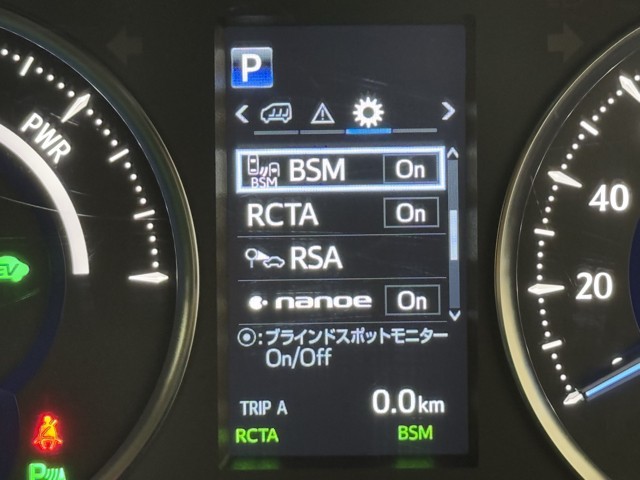 P
PWR
BSM
BSM On
RCTA On
RSA
nanoe On
:ブラインドスポットモニター
On/Off
TRIP A 0.0km
RCTA BSM
EV
P
40
20